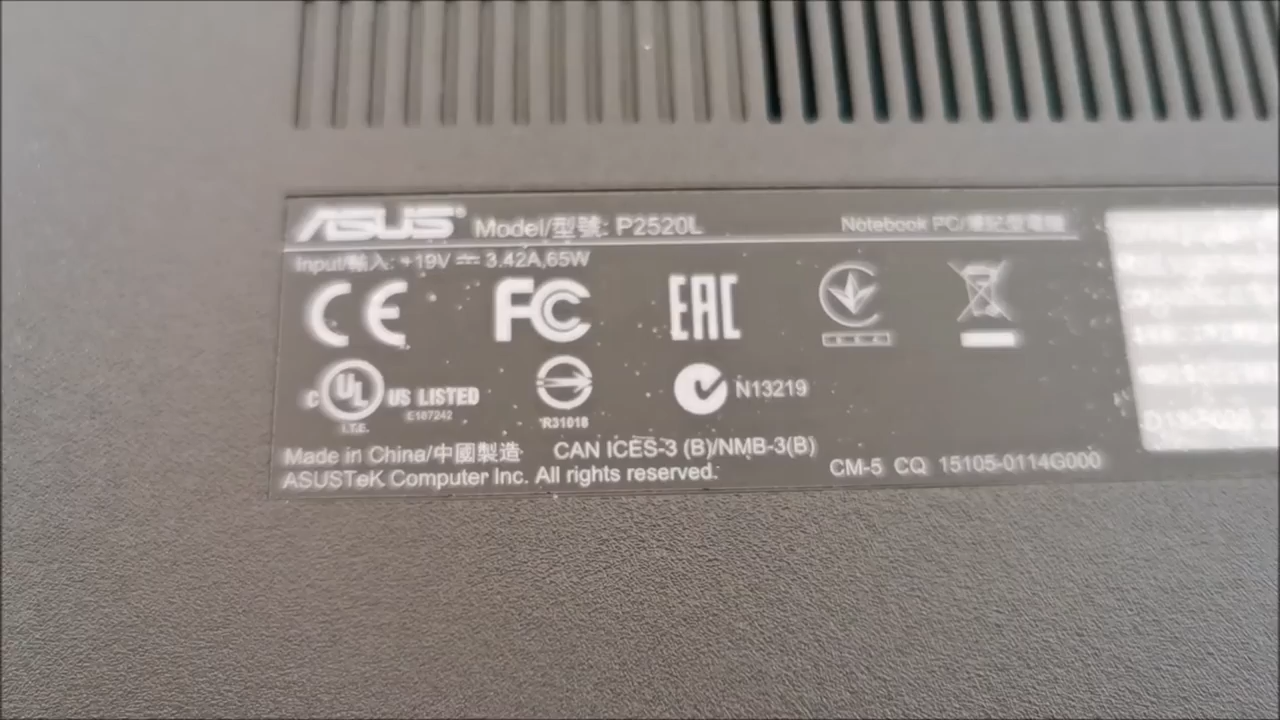 ASUS Model/型號: P2520L Notebook PC/筆記型電腦
Input/輸入: +19V ⎓ 3.42A,65W
CE FC EAC
C UL US LISTED E187242 I.T.E. R31018 N13219
Made in China/中國製造 CAN ICES-3 (B)/NMB-3(B)
ASUSTeK Computer Inc. All rights reserved. CM-5 CQ 15105-0114G000